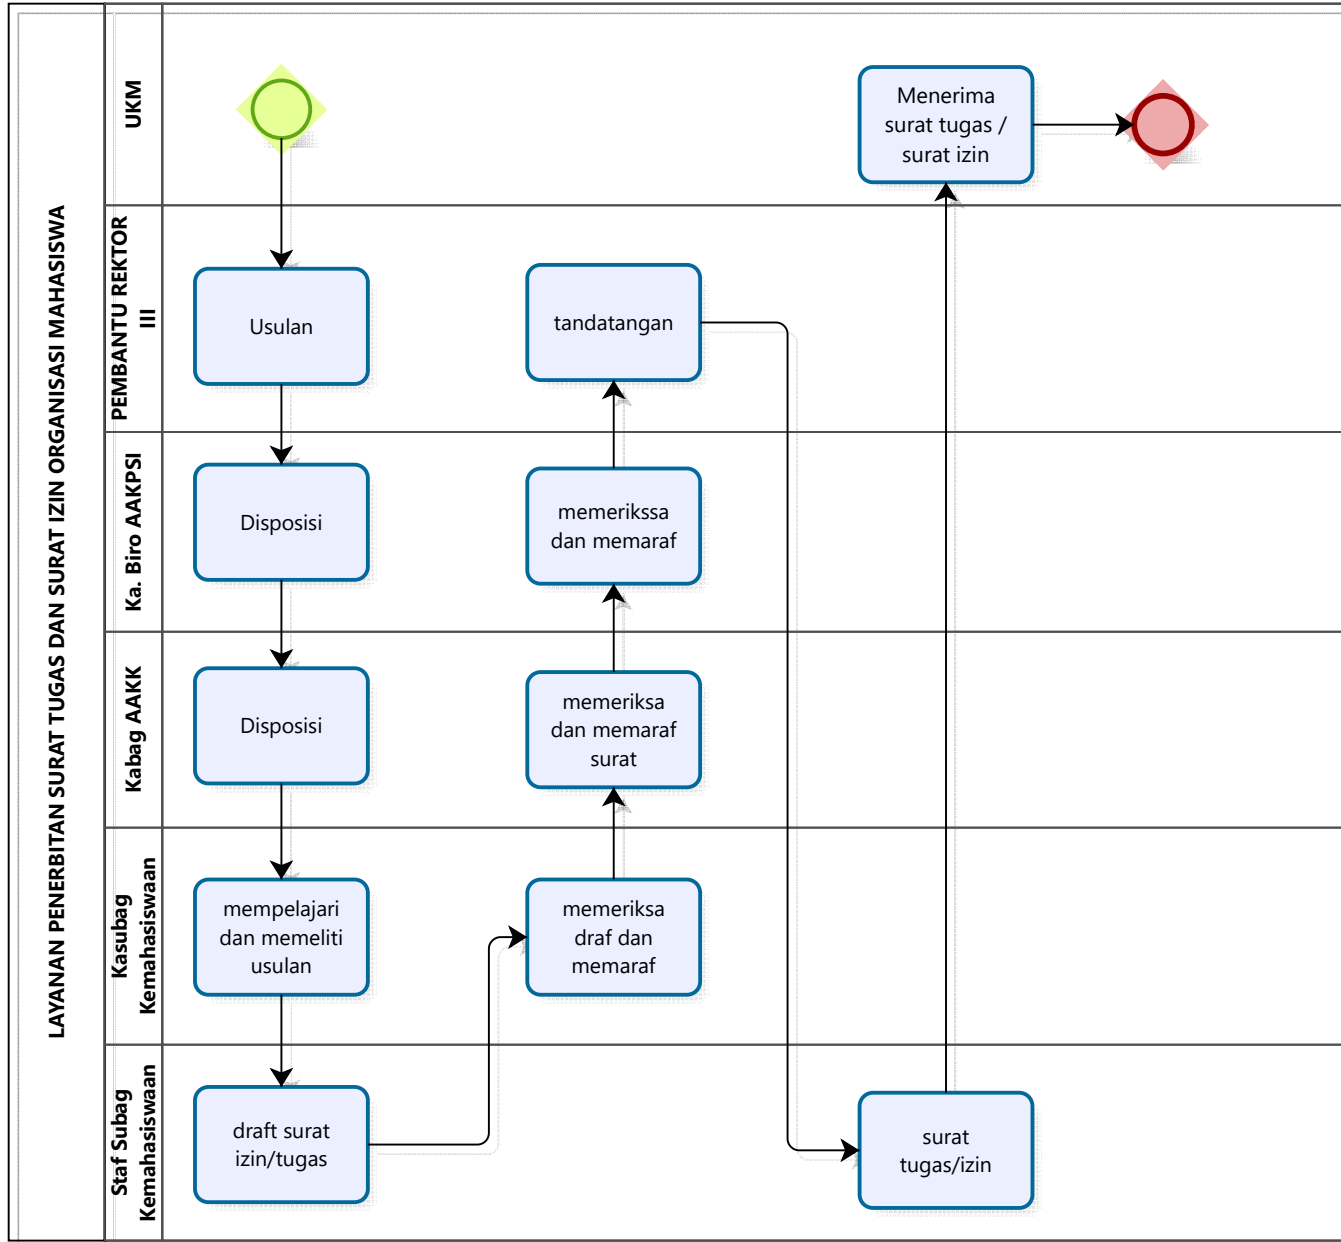 LAYANAN PENERBITAN SURAT TUGAS DAN SURAT IZIN ORGANISASI MAHASISWA
UKM
Menerima
surat tugas /
surat izin
PEMBANTU REKTOR
III
Usulan
tandatangan
Ka. Biro AAKPSI
Disposisi
memerikssa
dan memaraf
Kabag AAKK
Disposisi
memeriksa
dan memaraf
surat
Kasubag
Kemahasiswaan
mempelajari
dan memeliti
usulan
memeriksa
draf dan
memaraf
Staf Subag
Kemahasiswaan
draft surat
izin/tugas
surat
tugas/izin